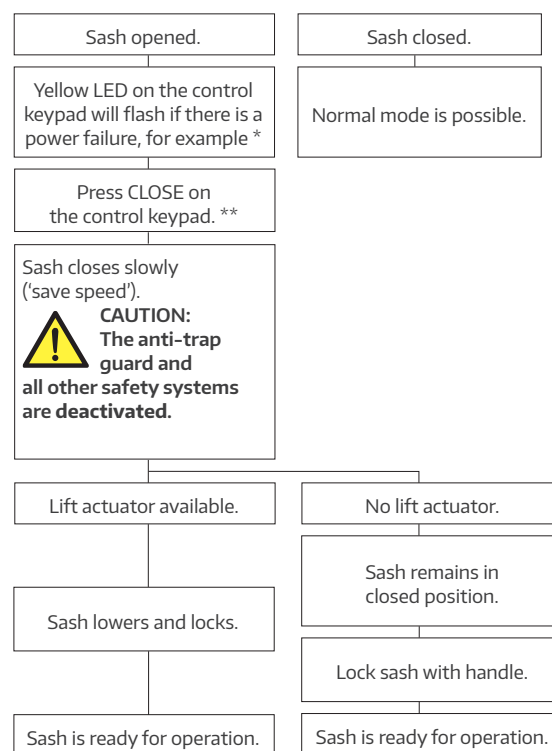 Sash opened.
Sash closed.
Yellow LED on the control
keypad will flash if there is a
power failure, for example *
Normal mode is possible.
Press CLOSE on
the control keypad. **
Sash closes slowly
(‘save speed’).
CAUTION:
The anti-trap
guard and
all other safety systems
are deactivated.
Lift actuator available.
No lift actuator.
Sash remains in
closed position.
Sash lowers and locks.
Lock sash with handle.
Sash is ready for operation.
Sash is ready for operation.